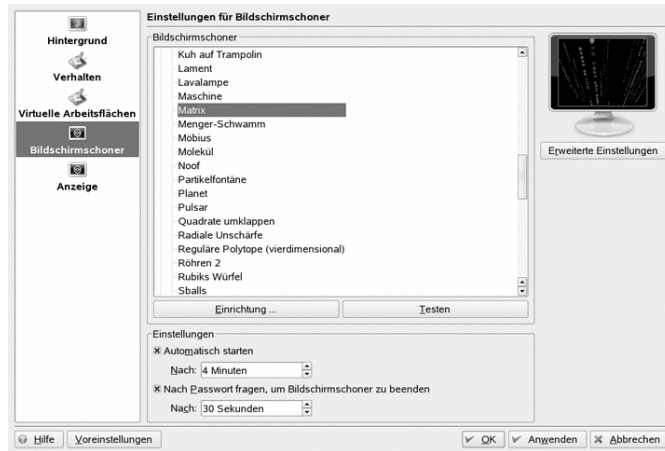 Hintergrund
Verhalten
Virtuelle Arbeitsflächen
Bildschirmschoner
Anzeige
Einstellungen für Bildschirmschoner
Bildschirmschoner
Kuh auf Trampolin
Lament
Lavalampe
Maschine
Matrix
Menger-Schwamm
Möbius
Molekül
Noof
Partikelfontäne
Planet
Pulsar
Quadrate umklappen
Radiale Unschärfe
Reguläre Polytope (vierdimensional)
Röhren 2
Rubiks Würfel
Sballs
Einrichtung ...
Testen
Erweiterte Einstellungen
Einstellungen
Automatisch starten
Nach: 4 Minuten
Nach Passwort fragen, um Bildschirmschoner zu beenden
Nach: 30 Sekunden
Hilfe
Voreinstellungen
OK
Anwenden
Abbrechen